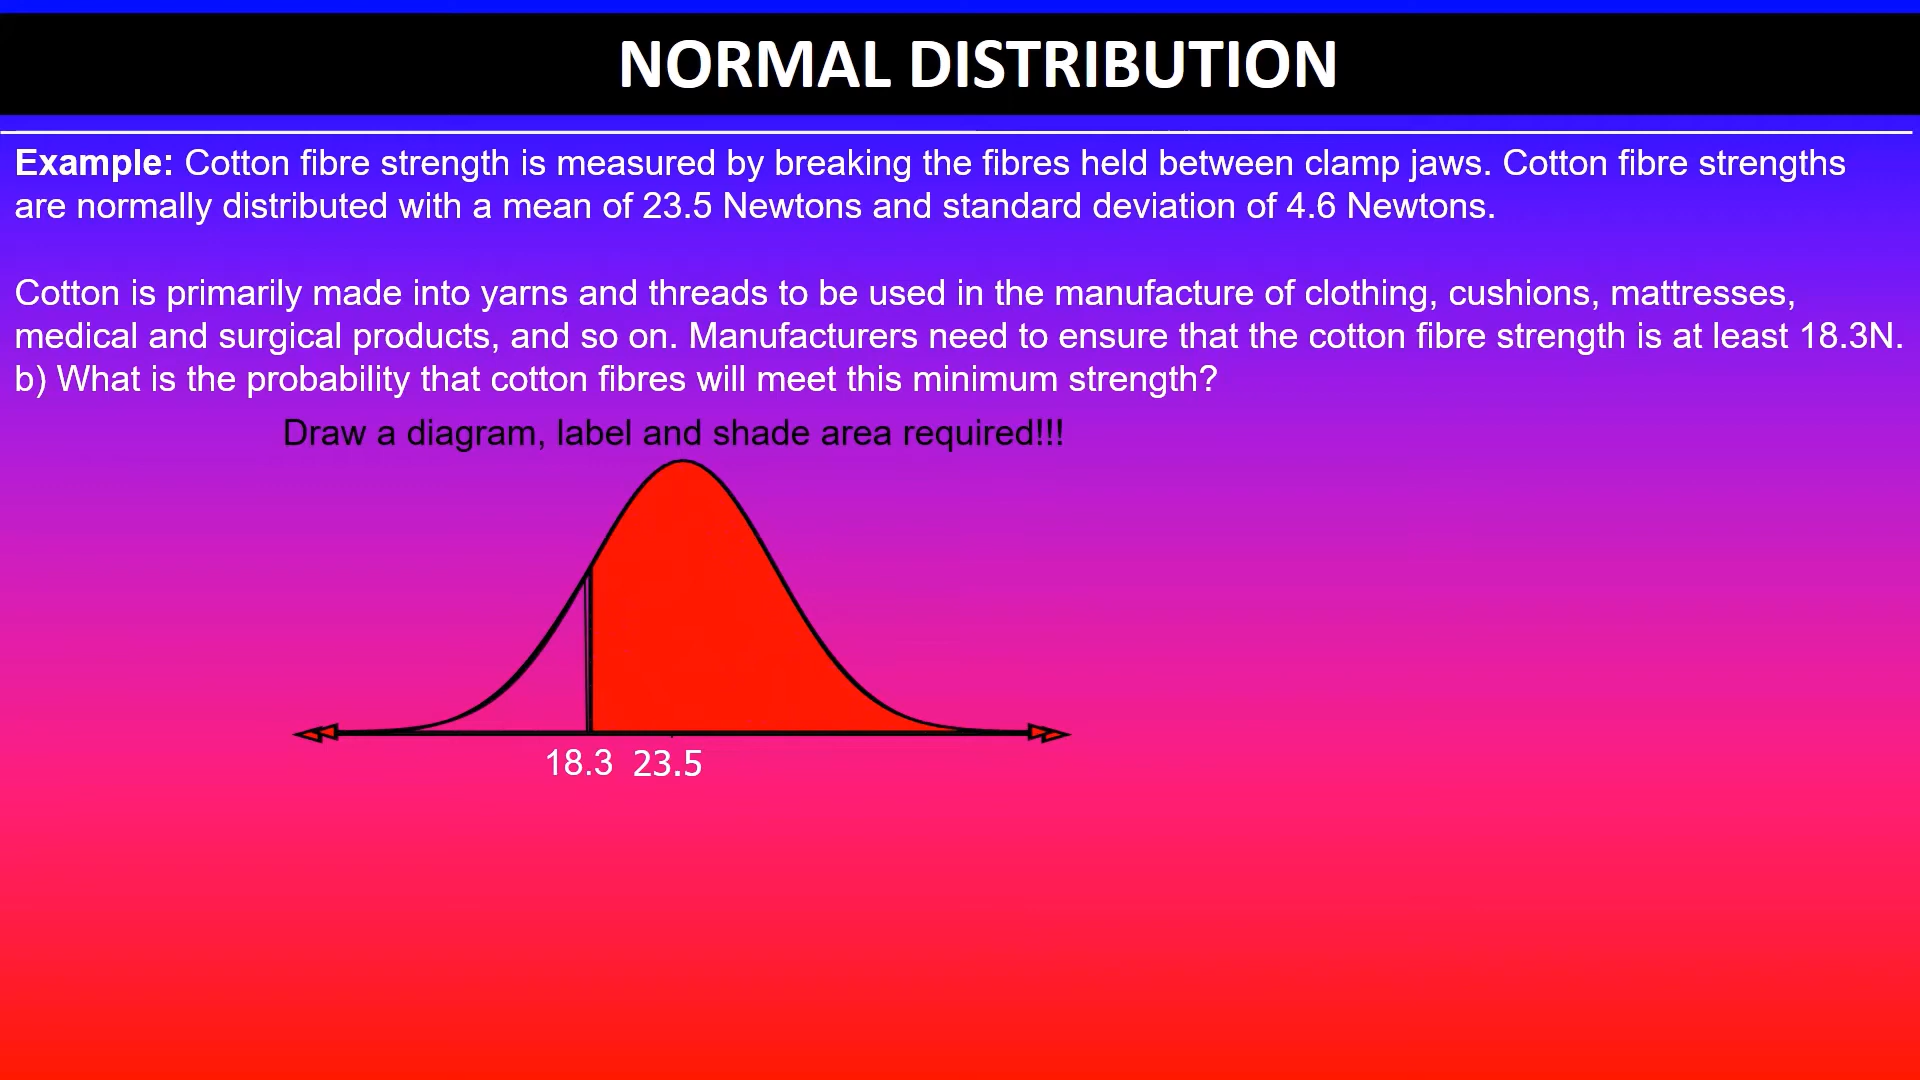 NORMAL DISTRIBUTION
Example: Cotton fibre strength is measured by breaking the fibres held between clamp jaws. Cotton fibre strengths
are normally distributed with a mean of 23.5 Newtons and standard deviation of 4.6 Newtons.
Cotton is primarily made into yarns and threads to be used in the manufacture of clothing, cushions, mattresses,
medical and surgical products, and so on. Manufacturers need to ensure that the cotton fibre strength is at least 18.3N.
b) What is the probability that cotton fibres will meet this minimum strength?
Draw a diagram, label and shade area required!!!
18.3 23.5